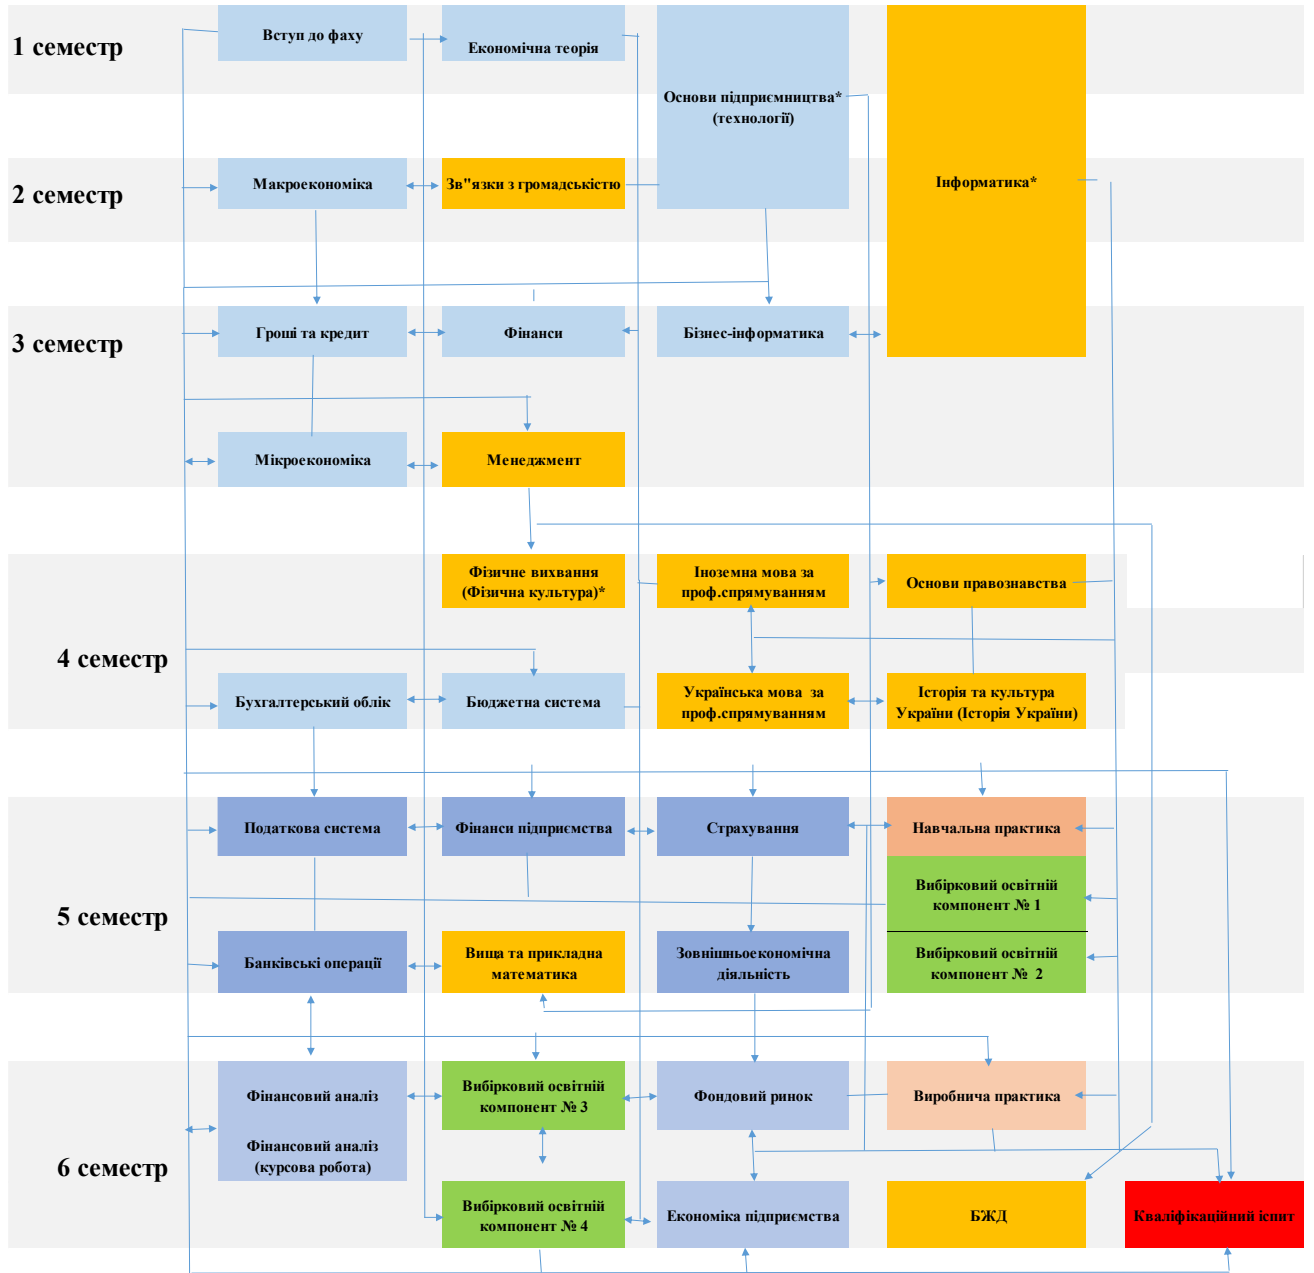 1 семестр
Вступ до фаху
Економічна теорія
Основи підприємництва*
(технології)
Інформатика*
2 семестр
Макроекономіка
Зв"язки з громадськістю
3 семестр
Гроші та кредит
Фінанси
Бізнес-інформатика
Мікроекономіка
Менеджмент
4 семестр
Фізичне вихвання
(Фізична культура)*
Іноземна мова за
проф.спрямуванням
Основи правознавства
Бухгалтерський облік
Бюджетна система
Українська мова за
проф.спрямуванням
Історія та культура
України (Історія України)
5 семестр
Податкова система
Фінанси підприємства
Страхування
Навчальна практика
Вибірковий освітній
компонент № 1
Банківські операції
Вища та прикладна
математика
Зовнішньоекономічна
діяльність
Вибірковий освітній
компонент № 2
6 семестр
Фінансовий аналіз
Фінансовий аналіз
(курсова робота)
Вибірковий освітній
компонент № 3
Фондовий ринок
Виробнича практика
Вибірковий освітній
компонент № 4
Економіка підприємства
БЖД
Кваліфікаційний іспит